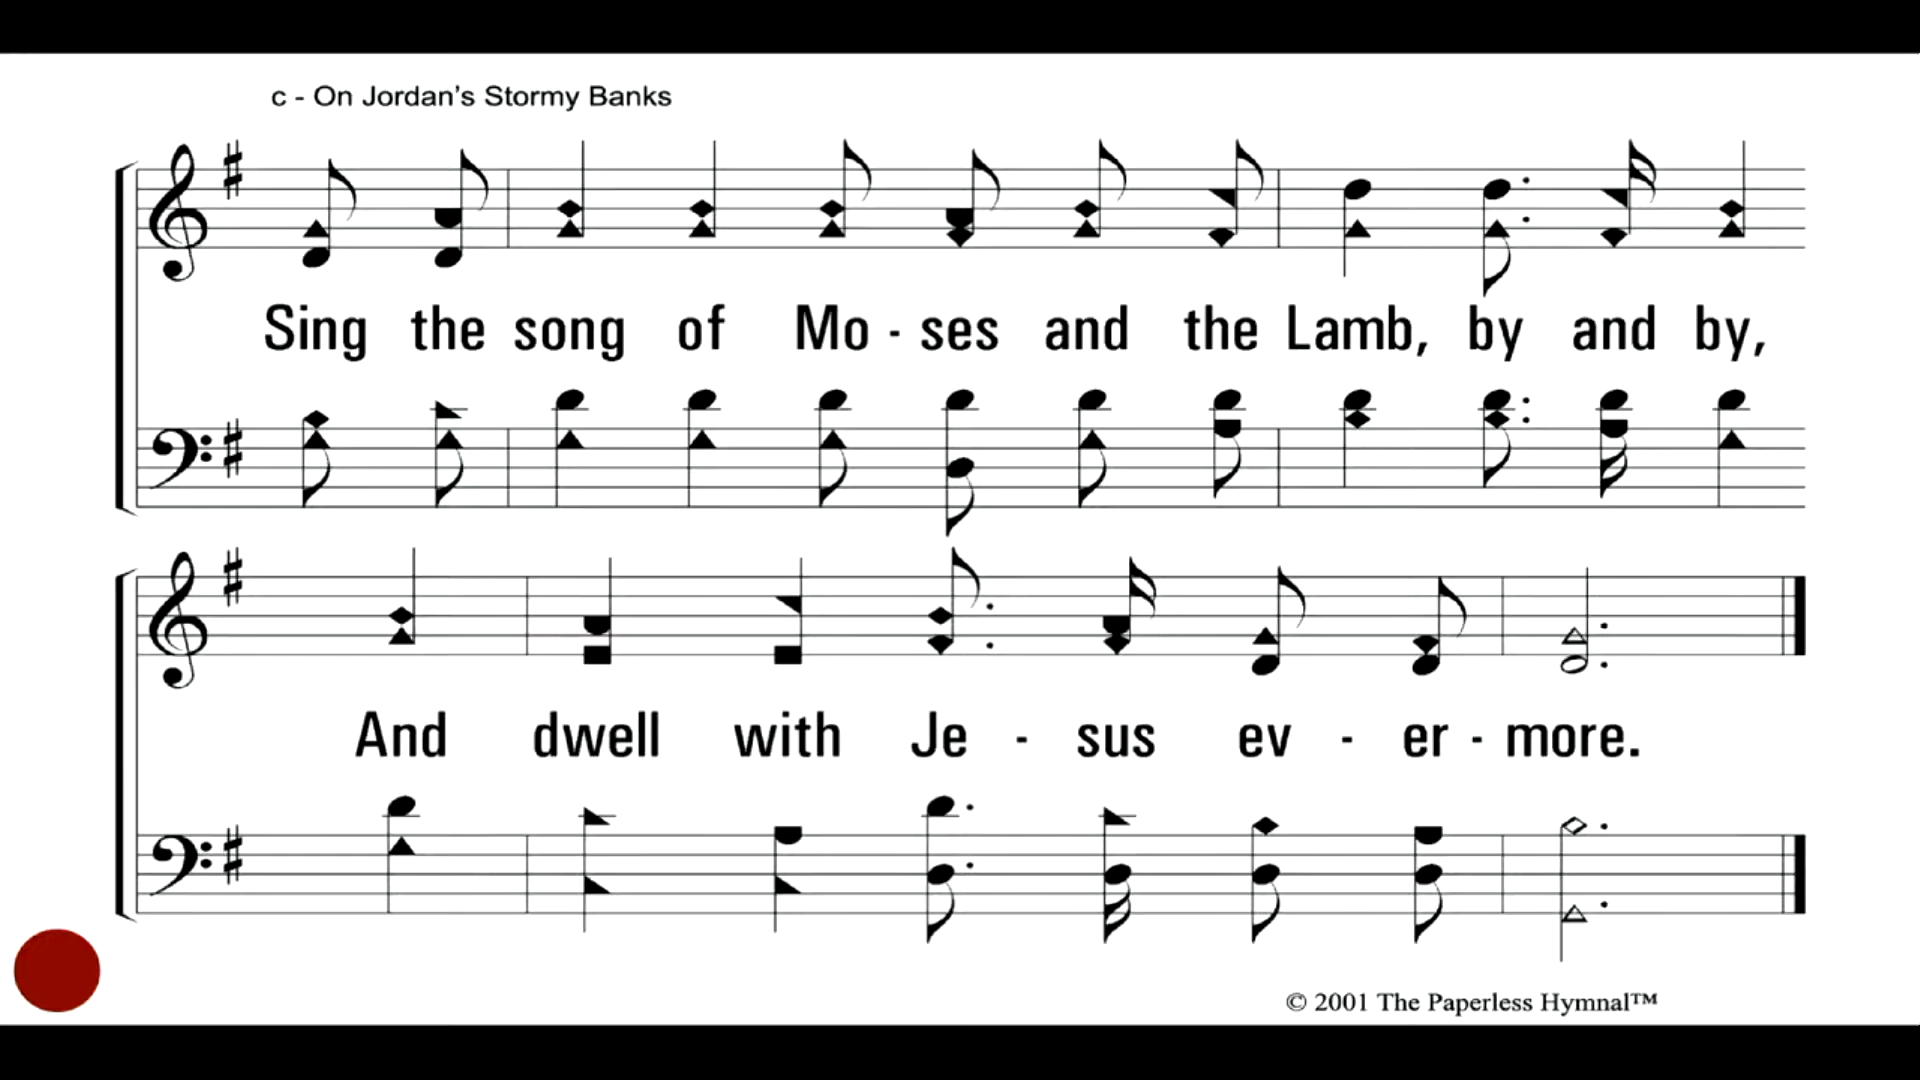 c - On Jordan's Stormy Banks
Sing the song of Mo - ses and the Lamb, by and by,
And dwell with Je - sus ev - er - more.
© 2001 The Paperless Hymnal™